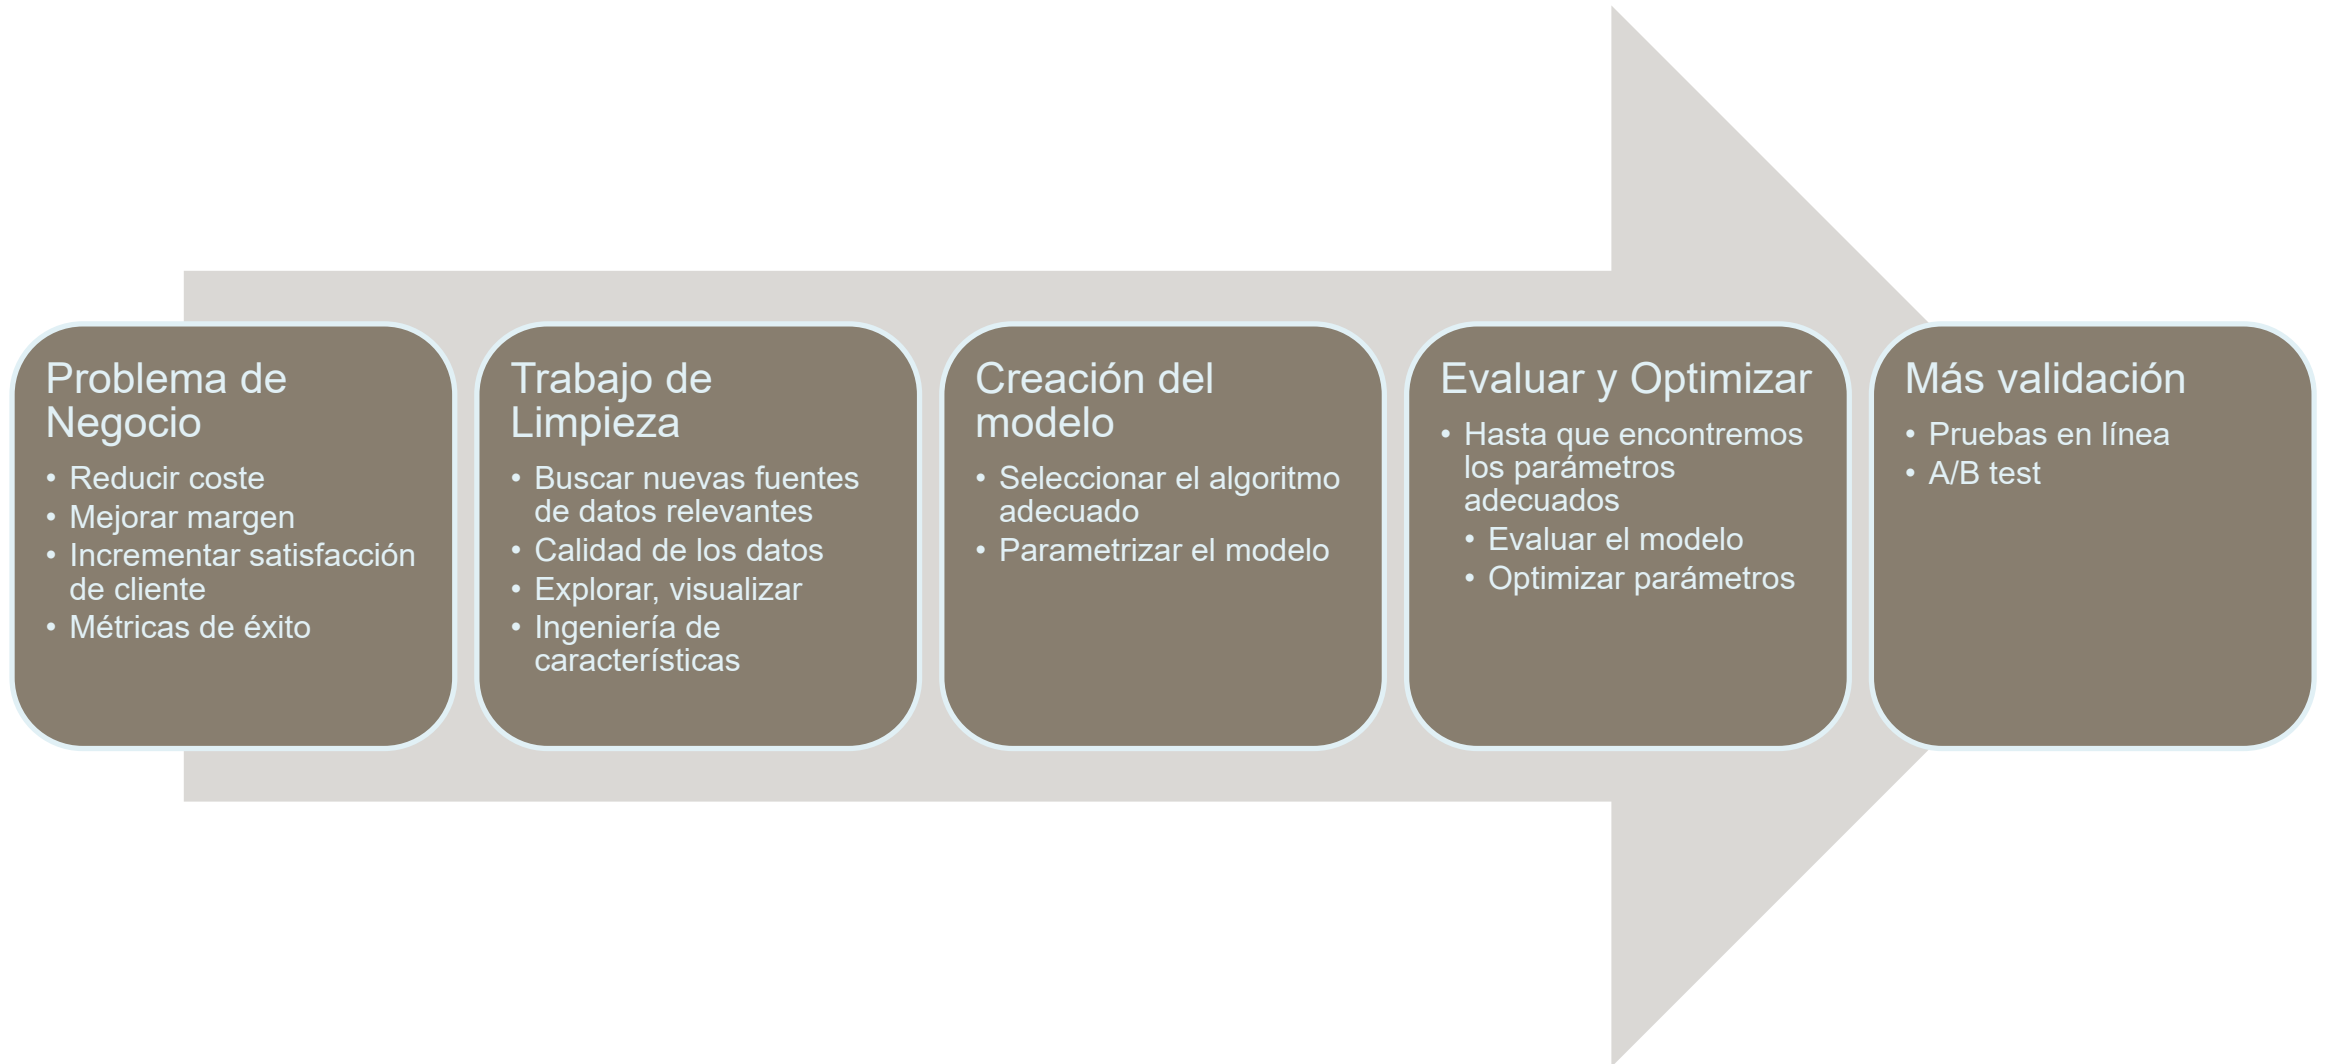 Problema de
Negocio
• Reducir coste
• Mejorar margen
• Incrementar satisfacción
de cliente
• Métricas de éxito
Trabajo de
Limpieza
• Buscar nuevas fuentes
de datos relevantes
• Calidad de los datos
• Explorar, visualizar
• Ingeniería de
características
Creación del
modelo
• Seleccionar el algoritmo
adecuado
• Parametrizar el modelo
Evaluar y Optimizar
• Hasta que encontremos
los parámetros
adecuados
• Evaluar el modelo
• Optimizar parámetros
Más validación
• Pruebas en línea
• A/B test